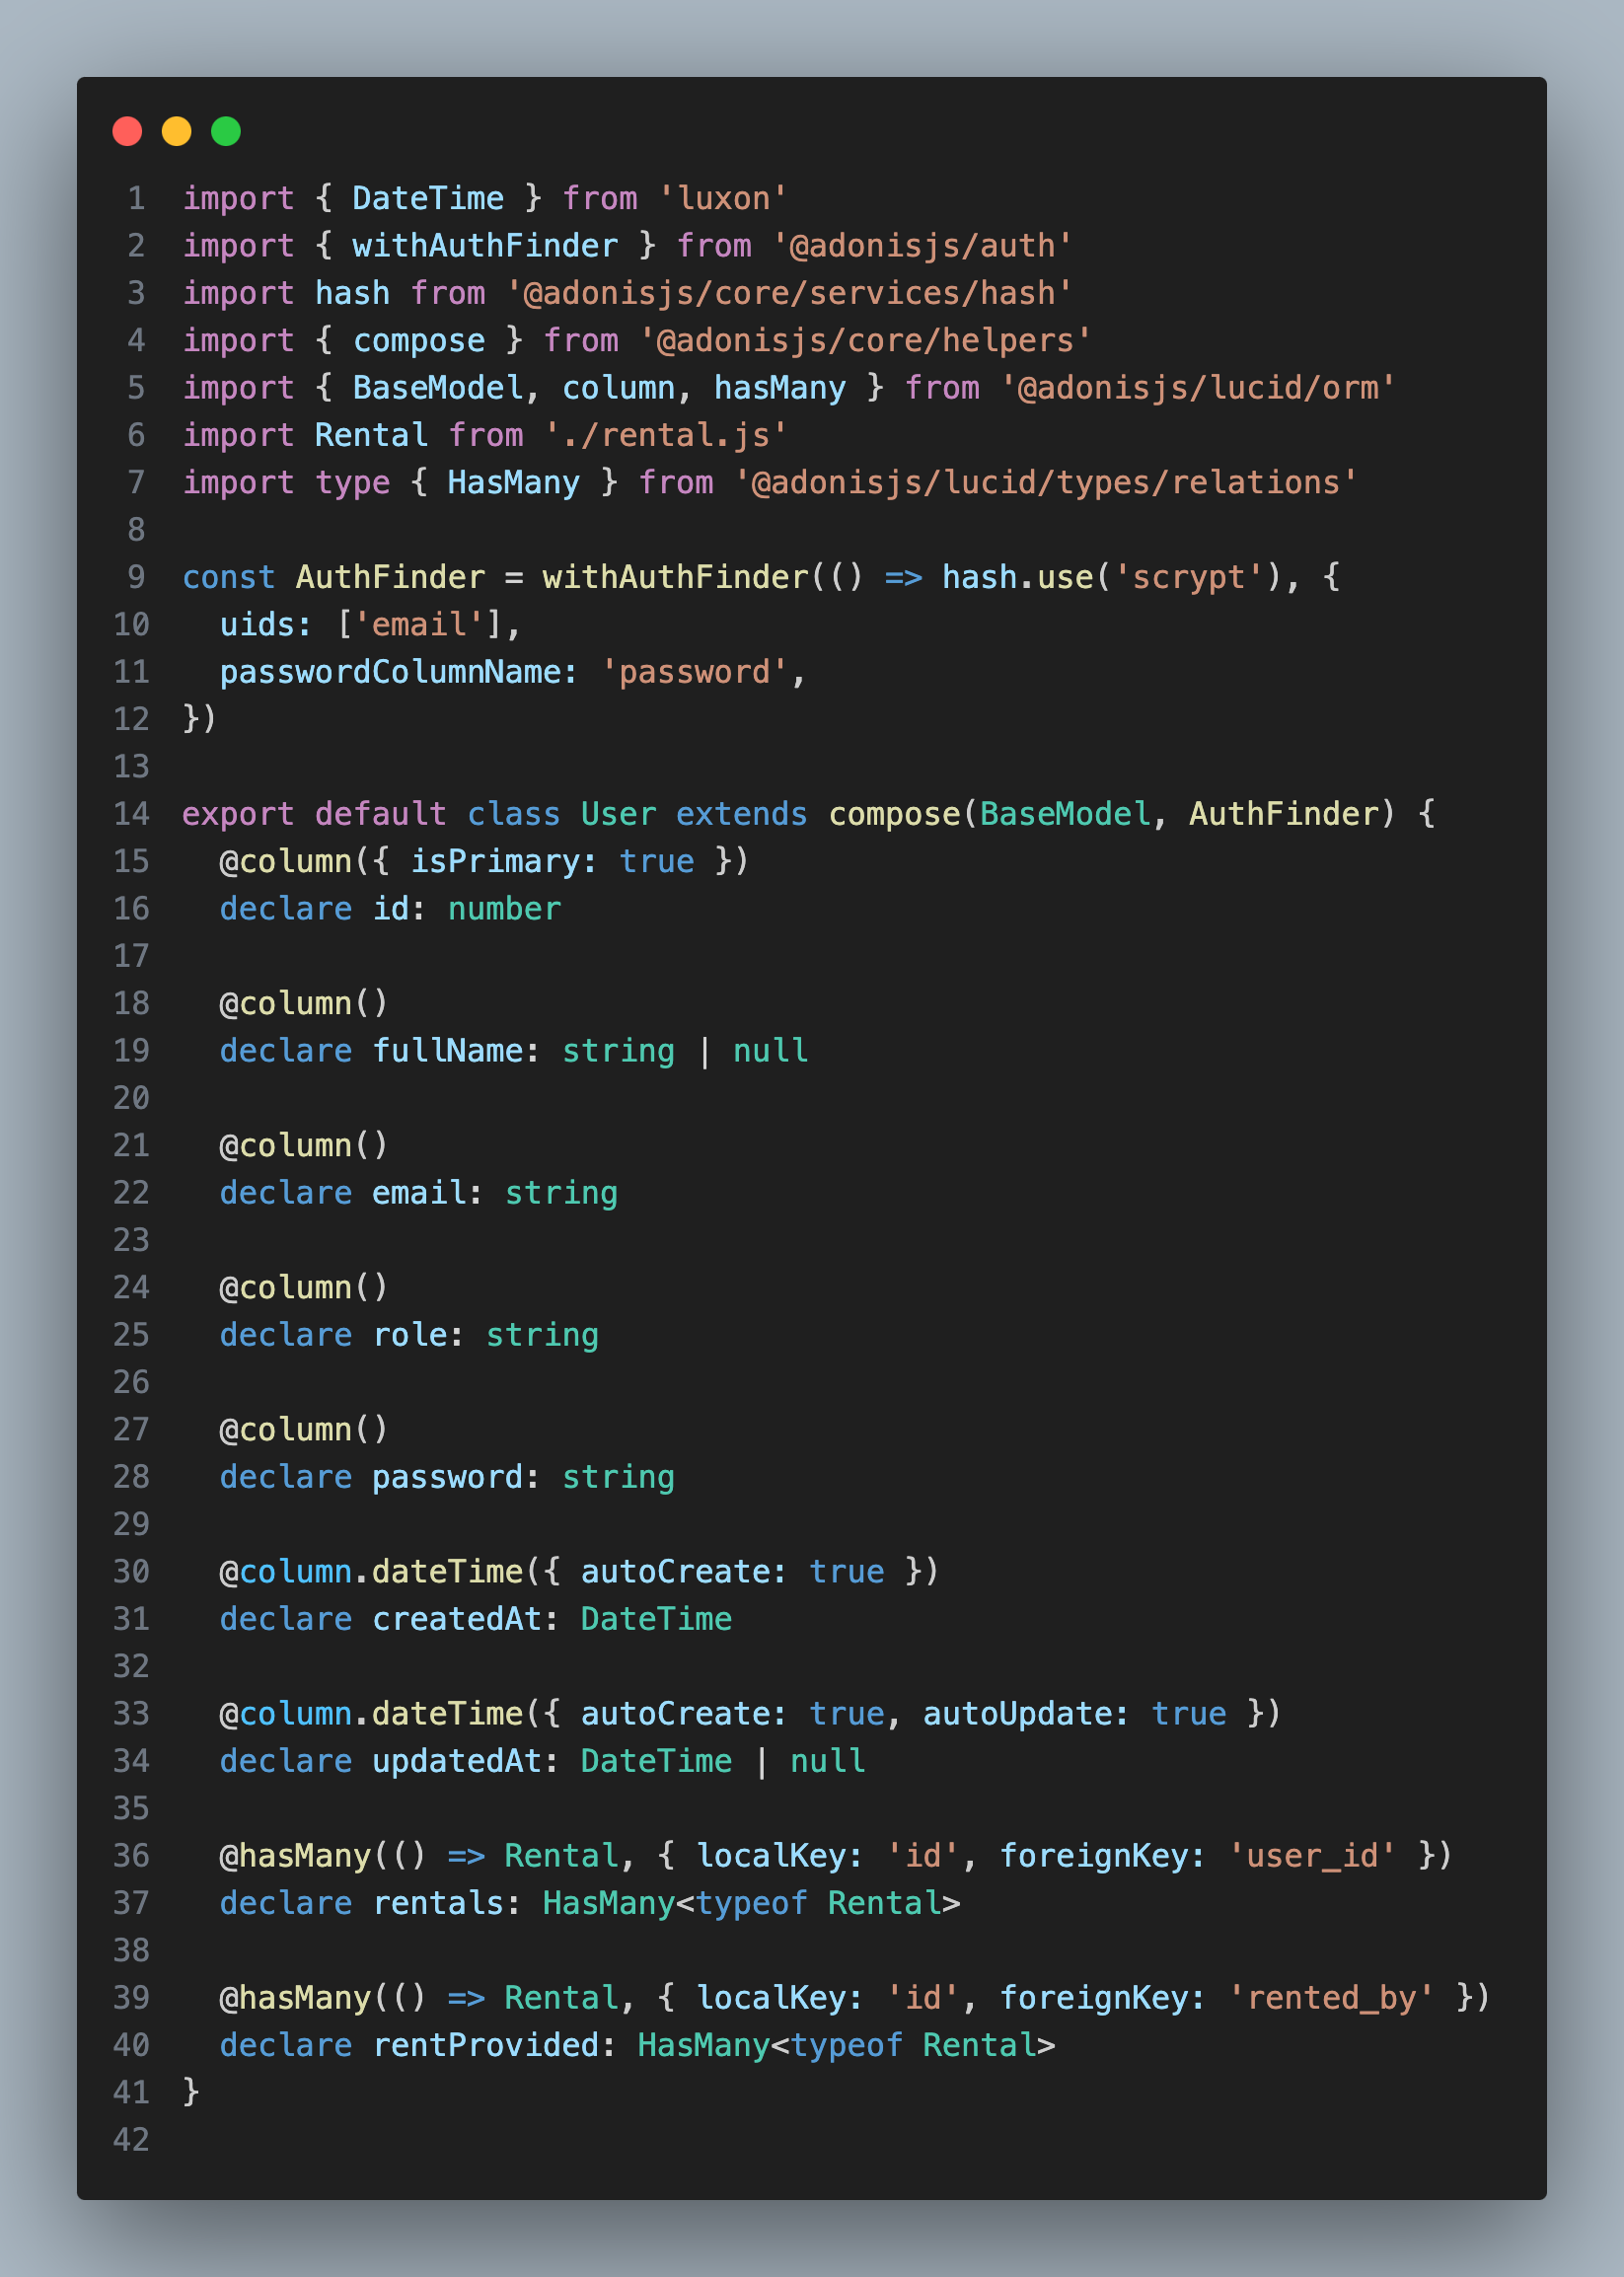 1 import { DateTime } from 'luxon'
2 import { withAuthFinder } from '@adonisjs/auth'
3 import hash from '@adonisjs/core/services/hash'
4 import { compose } from '@adonisjs/core/helpers'
5 import { BaseModel, column, hasMany } from '@adonisjs/lucid/orm'
6 import Rental from './rental.js'
7 import type { HasMany } from '@adonisjs/lucid/types/relations'
8
9 const AuthFinder = withAuthFinder(() => hash.use('scrypt'), {
10   uids: ['email'],
11   passwordColumnName: 'password',
12 })
13
14 export default class User extends compose(BaseModel, AuthFinder) {
15   @column({ isPrimary: true })
16   declare id: number
17
18   @column()
19   declare fullName: string | null
20
21   @column()
22   declare email: string
23
24   @column()
25   declare role: string
26
27   @column()
28   declare password: string
29
30   @column.dateTime({ autoCreate: true })
31   declare createdAt: DateTime
32
33   @column.dateTime({ autoCreate: true, autoUpdate: true })
34   declare updatedAt: DateTime | null
35
36   @hasMany(() => Rental, { localKey: 'id', foreignKey: 'user_id' })
37   declare rentals: HasMany<typeof Rental>
38
39   @hasMany(() => Rental, { localKey: 'id', foreignKey: 'rented_by' })
40   declare rentProvided: HasMany<typeof Rental>
41 }
42